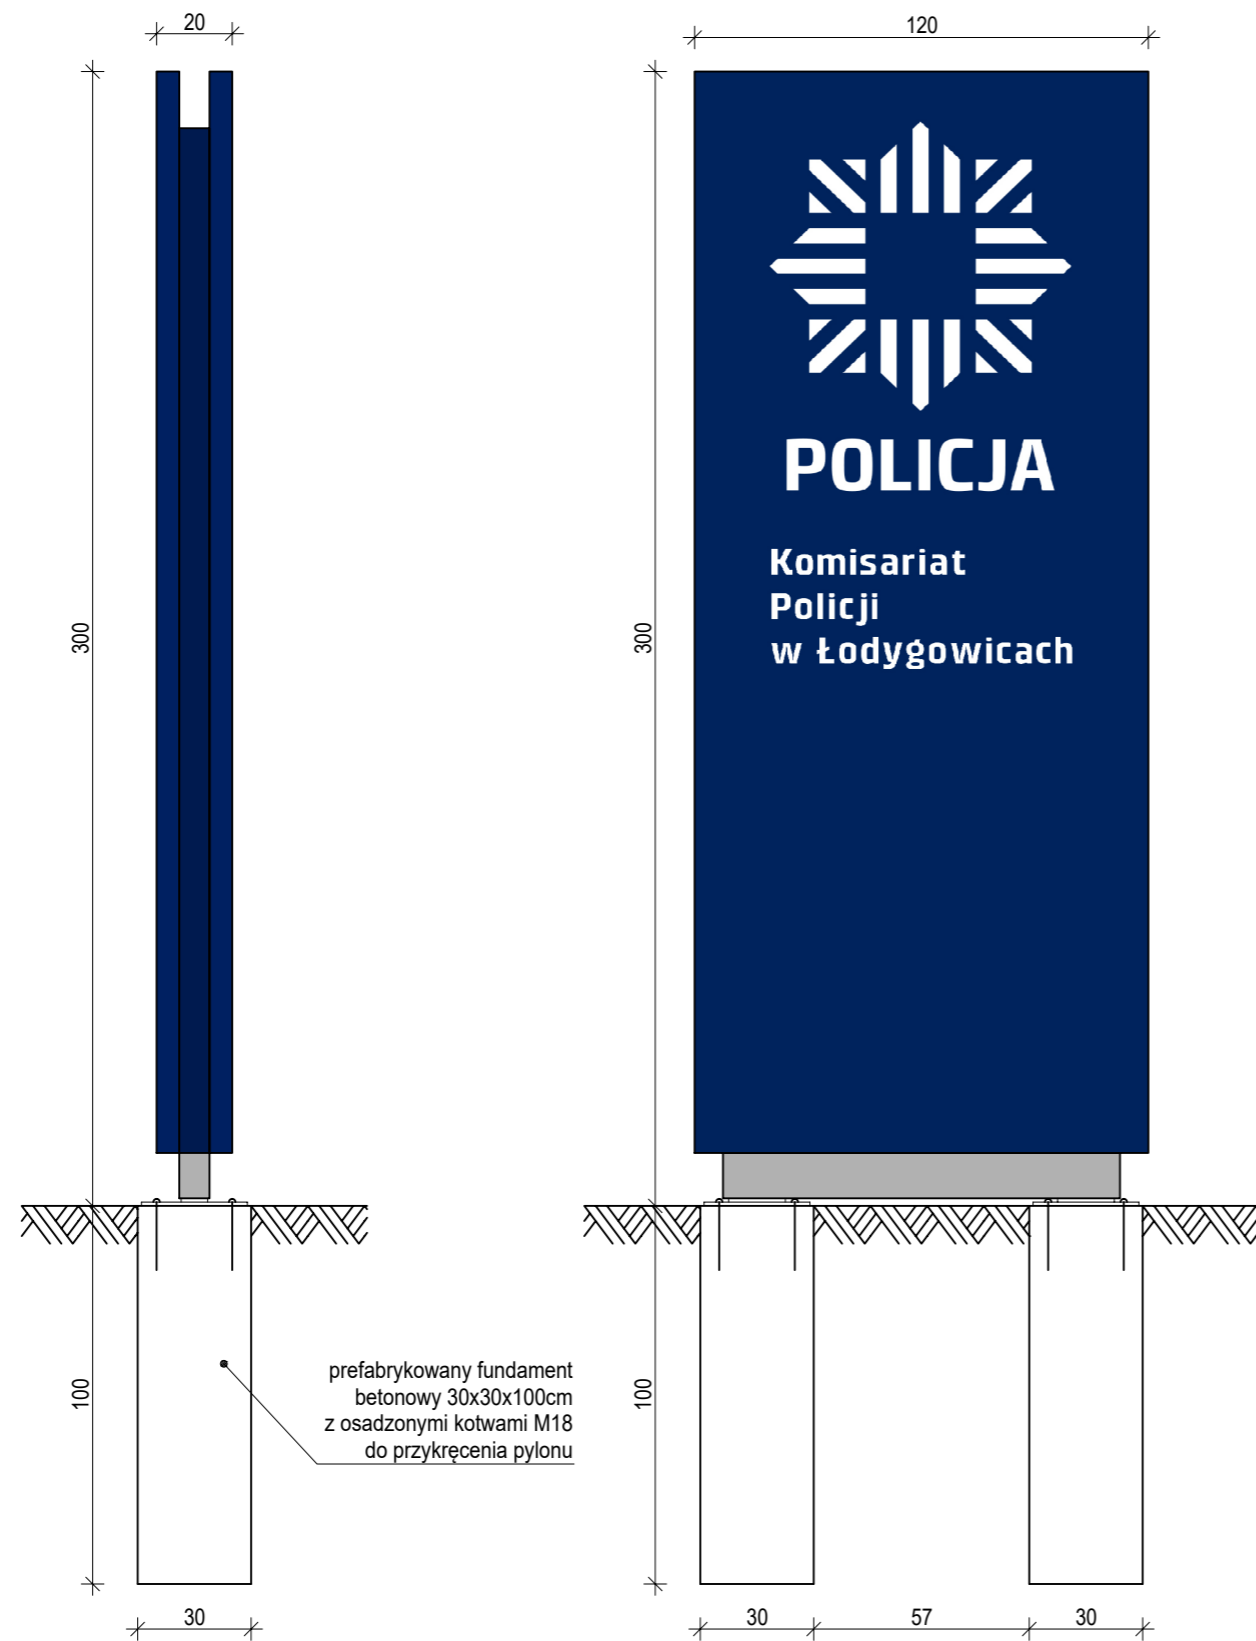 20
120
300
300
POLICJA
Komisariat
Policji
w Łodygowicach
100
prefabrykowany fundament
betonowy 30x30x100cm
z osadzonymi kotwami M18
do przykręcenia pylonu
100
30
30
57
30